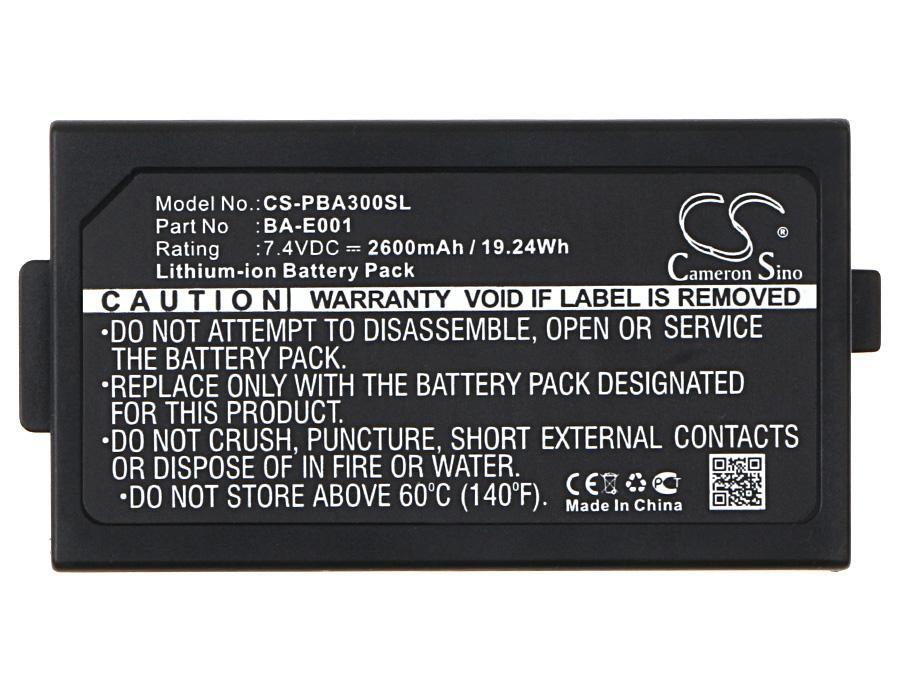 Model No.: CS-PBA300SL
Part No : BA-E001
Rating : 7.4VDC ⎓ 2600mAh / 19.24Wh
Lithium-ion Battery Pack
CS ®
Cameron Sino
CAUTION | WARRANTY VOID IF LABEL IS REMOVED
•DO NOT ATTEMPT TO DISASSEMBLE, OPEN OR SERVICE
THE BATTERY PACK.
•REPLACE ONLY WITH THE BATTERY PACK DESIGNATED
FOR THIS PRODUCT.
•DO NOT CRUSH, PUNCTURE, SHORT EXTERNAL CONTACTS
OR DISPOSE OF IN FIRE OR WATER.
•DO NOT STORE ABOVE 60°C (140°F).
CE PC
Made In China